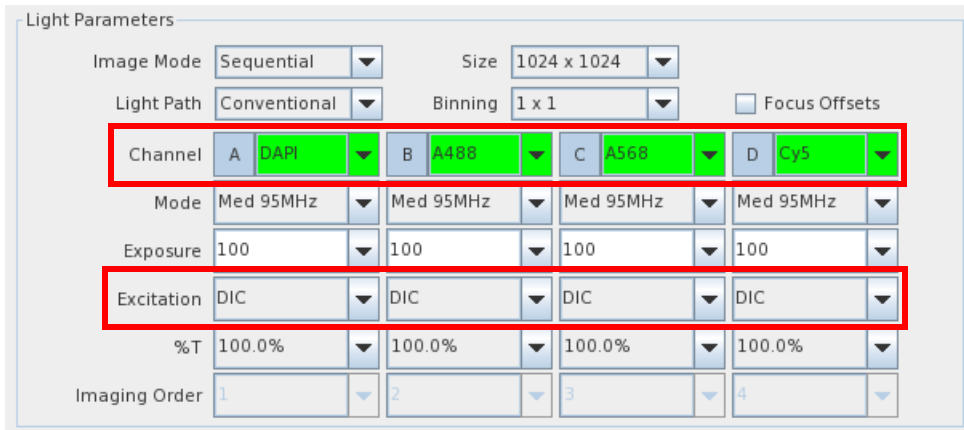 Light Parameters
Image Mode Sequential Size 1024 x 1024
Light Path Conventional Binning 1 x 1 Focus Offsets
Channel A DAPI B A488 C A568 D Cy5
Mode Med 95MHz Med 95MHz Med 95MHz Med 95MHz
Exposure 100 100 100 100
Excitation DIC DIC DIC DIC
%T 100.0% 100.0% 100.0% 100.0%
Imaging Order 1 2 3 4